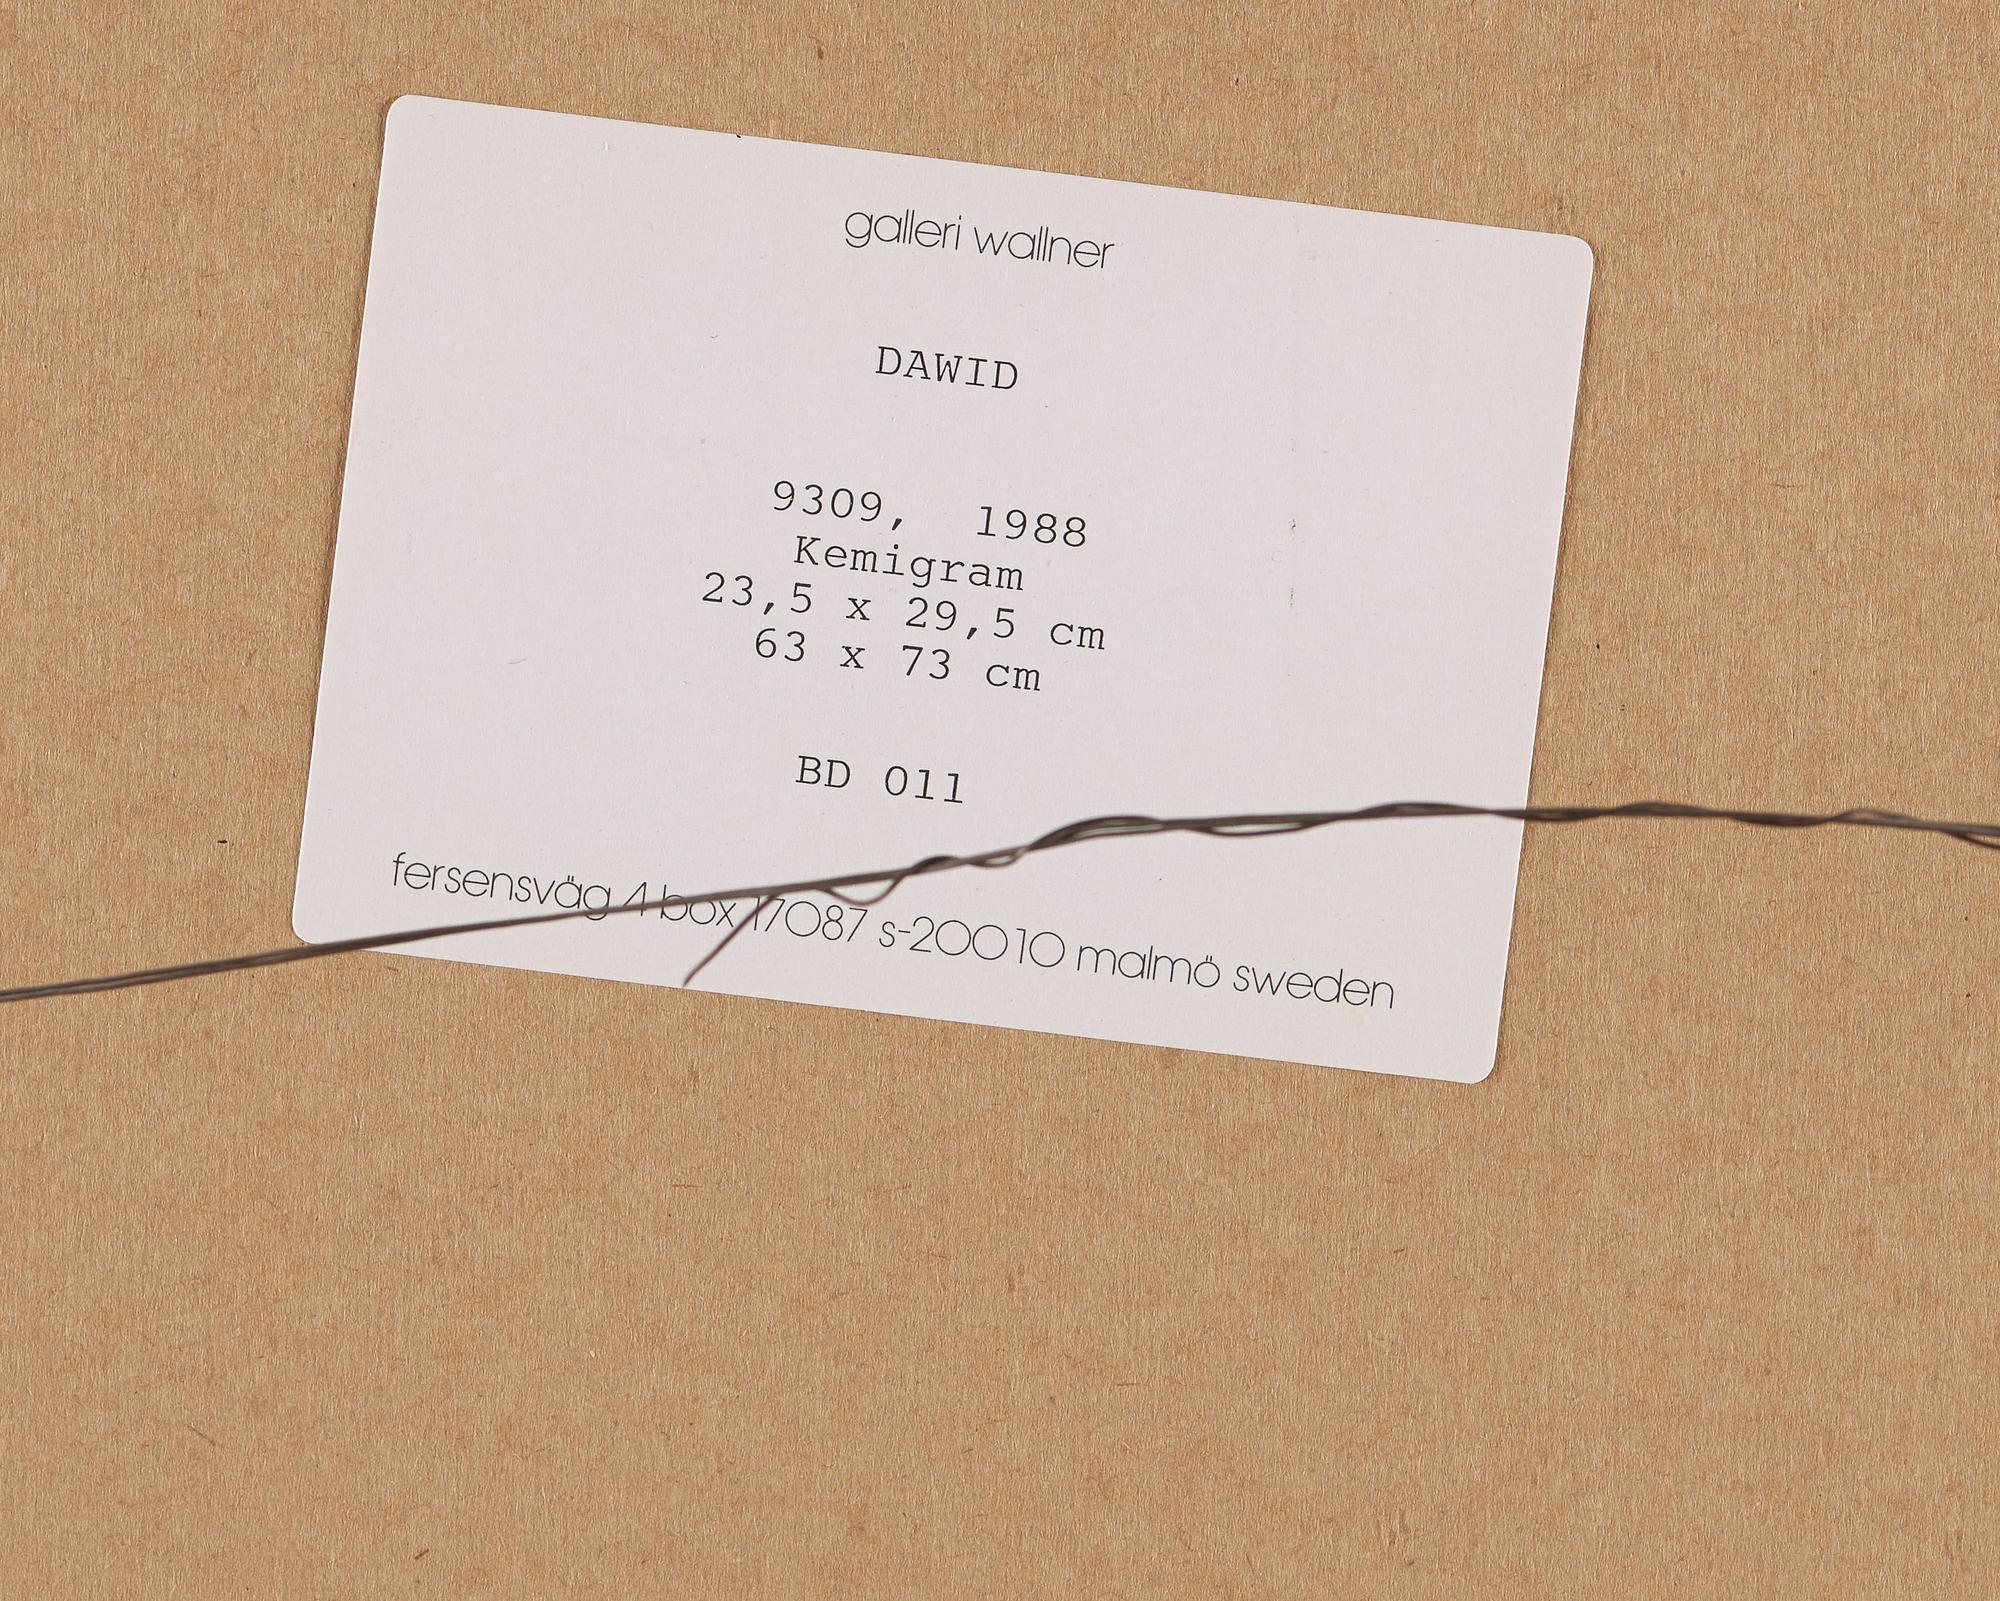 galleri wallner
DAWID
9309, 1988
Kemigram
23,5 x 29,5 cm
63 x 73 cm
BD 011
fersensväg 4 box 17087 s-200 10 malmö sweden